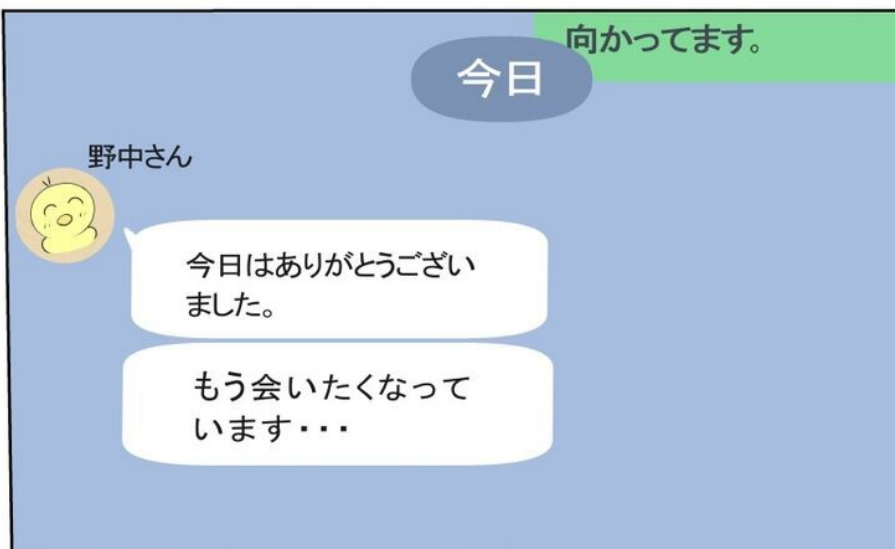 向かってます。
今日
野中さん
今日はありがとうござい
ました。
もう会いたくなって
います・・・